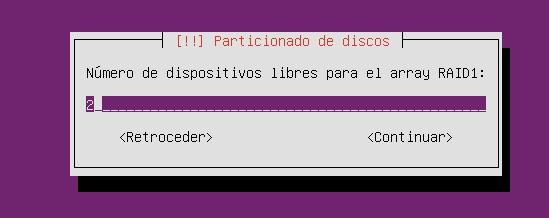 [!!] Particionado de discos
Número de dispositivos libres para el array RAID1:
2
<Retroceder> <Continuar>